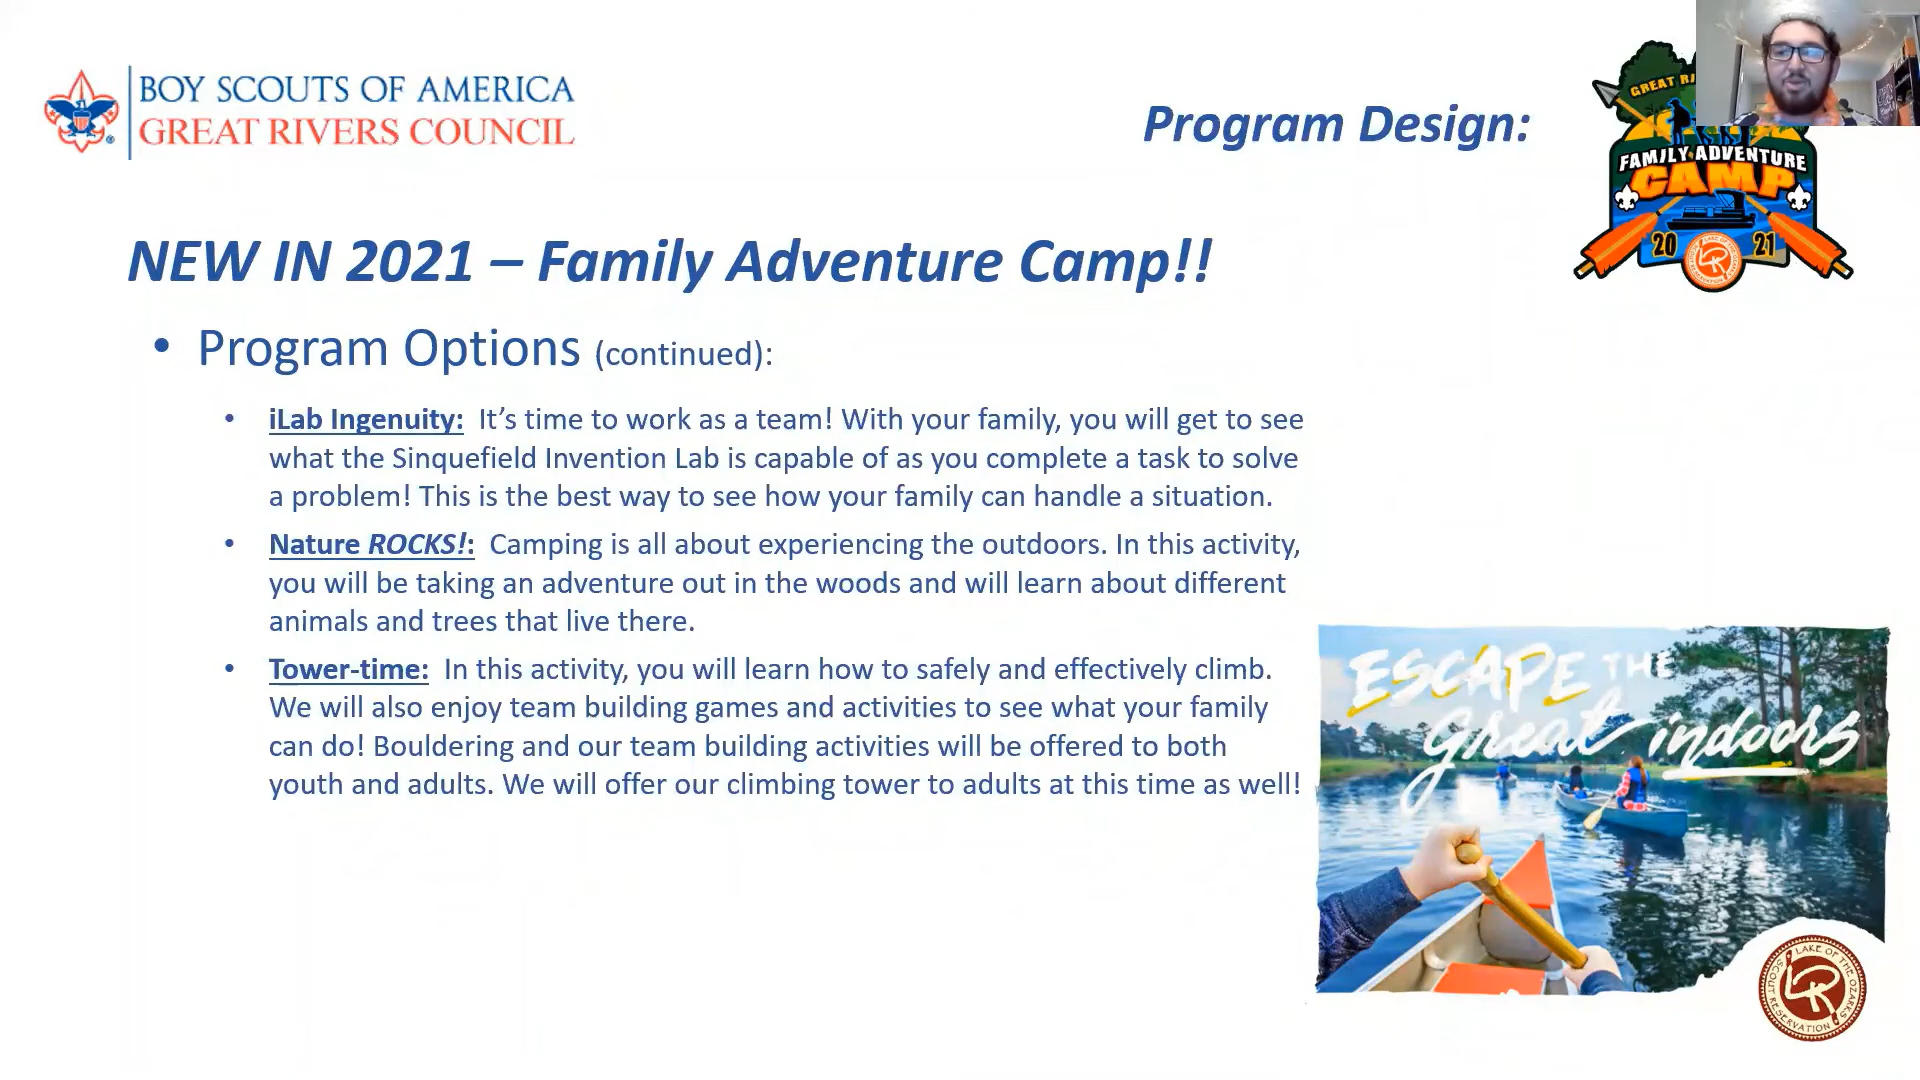 BOY SCOUTS OF AMERICA
GREAT RIVERS COUNCIL
Program Design:
GREAT
FAMILY ADVENTURE
CAMP
20 21
NEW IN 2021 – Family Adventure Camp!!
• Program Options (continued):
• iLab Ingenuity: It’s time to work as a team! With your family, you will get to see
what the Sinquefield Invention Lab is capable of as you complete a task to solve
a problem! This is the best way to see how your family can handle a situation.
• Nature ROCKS!: Camping is all about experiencing the outdoors. In this activity,
you will be taking an adventure out in the woods and will learn about different
animals and trees that live there.
• Tower-time: In this activity, you will learn how to safely and effectively climb.
We will also enjoy team building games and activities to see what your family
can do! Bouldering and our team building activities will be offered to both
youth and adults. We will offer our climbing tower to adults at this time as well!
ESCAPE THE
great indoors
LAKE OF THE OZARKS
SCOUT RESERVATION